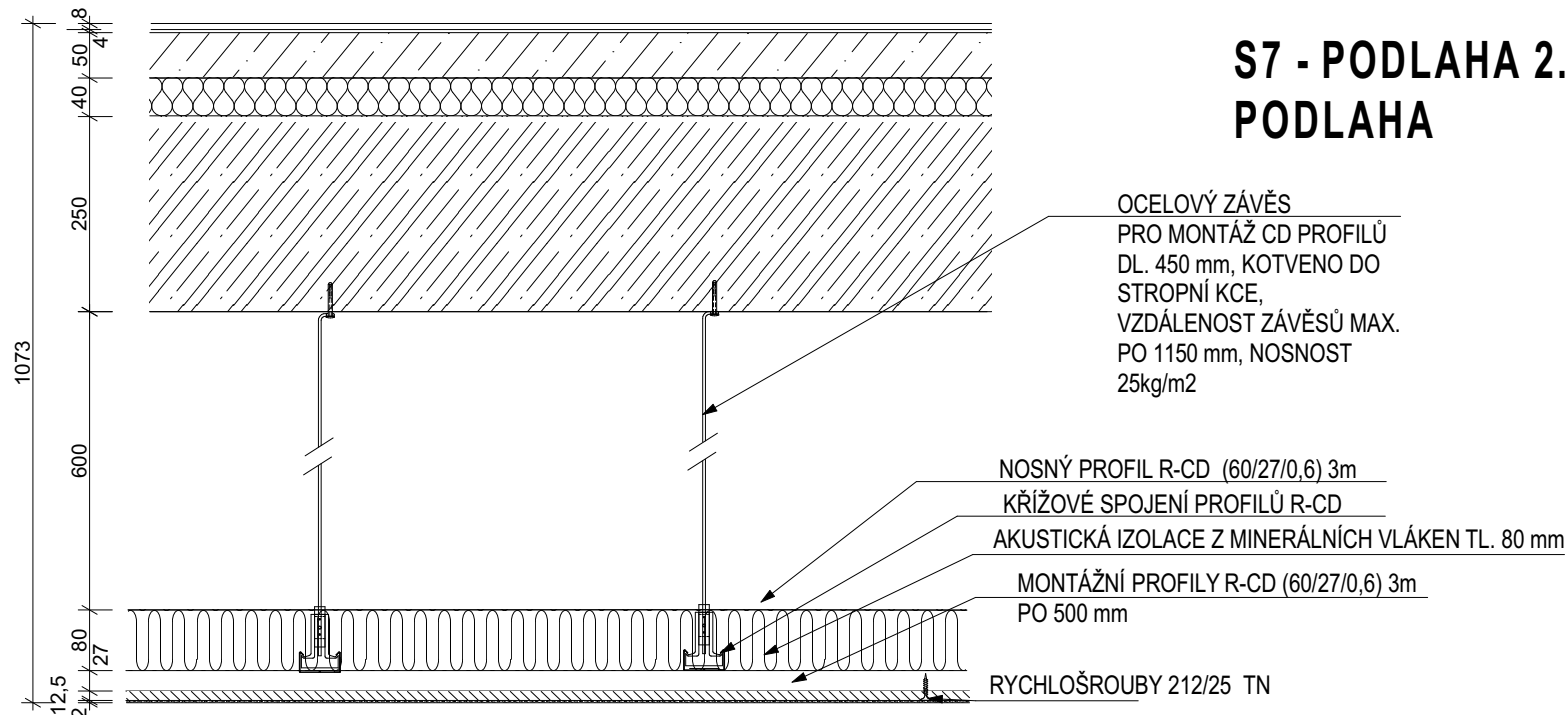 S7 - PODLAHA 2.
PODLAHA
OCELOVÝ ZÁVĚS
PRO MONTÁŽ CD PROFILŮ
DL. 450 mm, KOTVENO DO
STROPNÍ KCE,
VZDÁLENOST ZÁVĚSŮ MAX.
PO 1150 mm, NOSNOST
25kg/m2
NOSNÝ PROFIL R-CD (60/27/0,6) 3m
KŘÍŽOVÉ SPOJENÍ PROFILŮ R-CD
AKUSTICKÁ IZOLACE Z MINERÁLNÍCH VLÁKEN TL. 80 mm
MONTÁŽNÍ PROFILY R-CD (60/27/0,6) 3m
PO 500 mm
RYCHLOŠROUBY 212/25 TN
1073
8
4
50
40
250
600
80
27
12,5
2